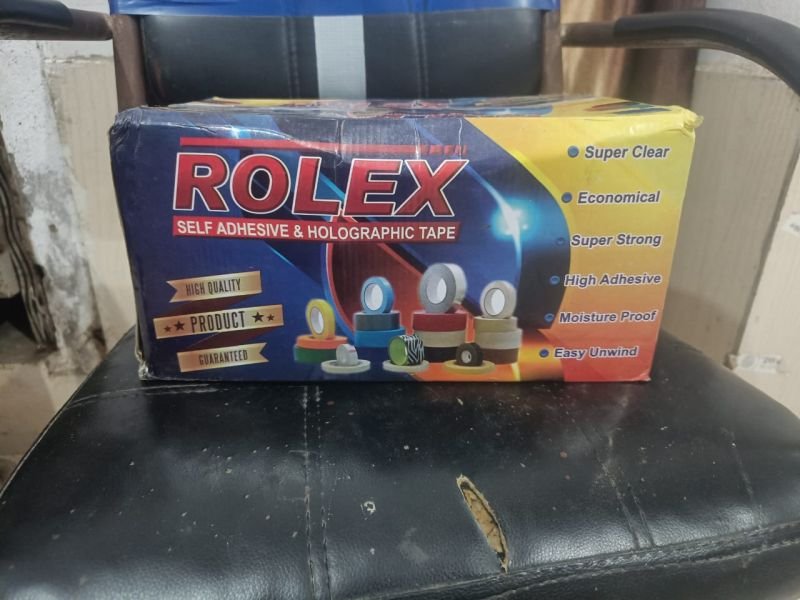 ROLEX
SELF ADHESIVE & HOLOGRAPHIC TAPE
HIGH QUALITY
PRODUCT
GUARANTEED
Super Clear
Economical
Super Strong
High Adhesive
Moisture Proof
Easy Unwind